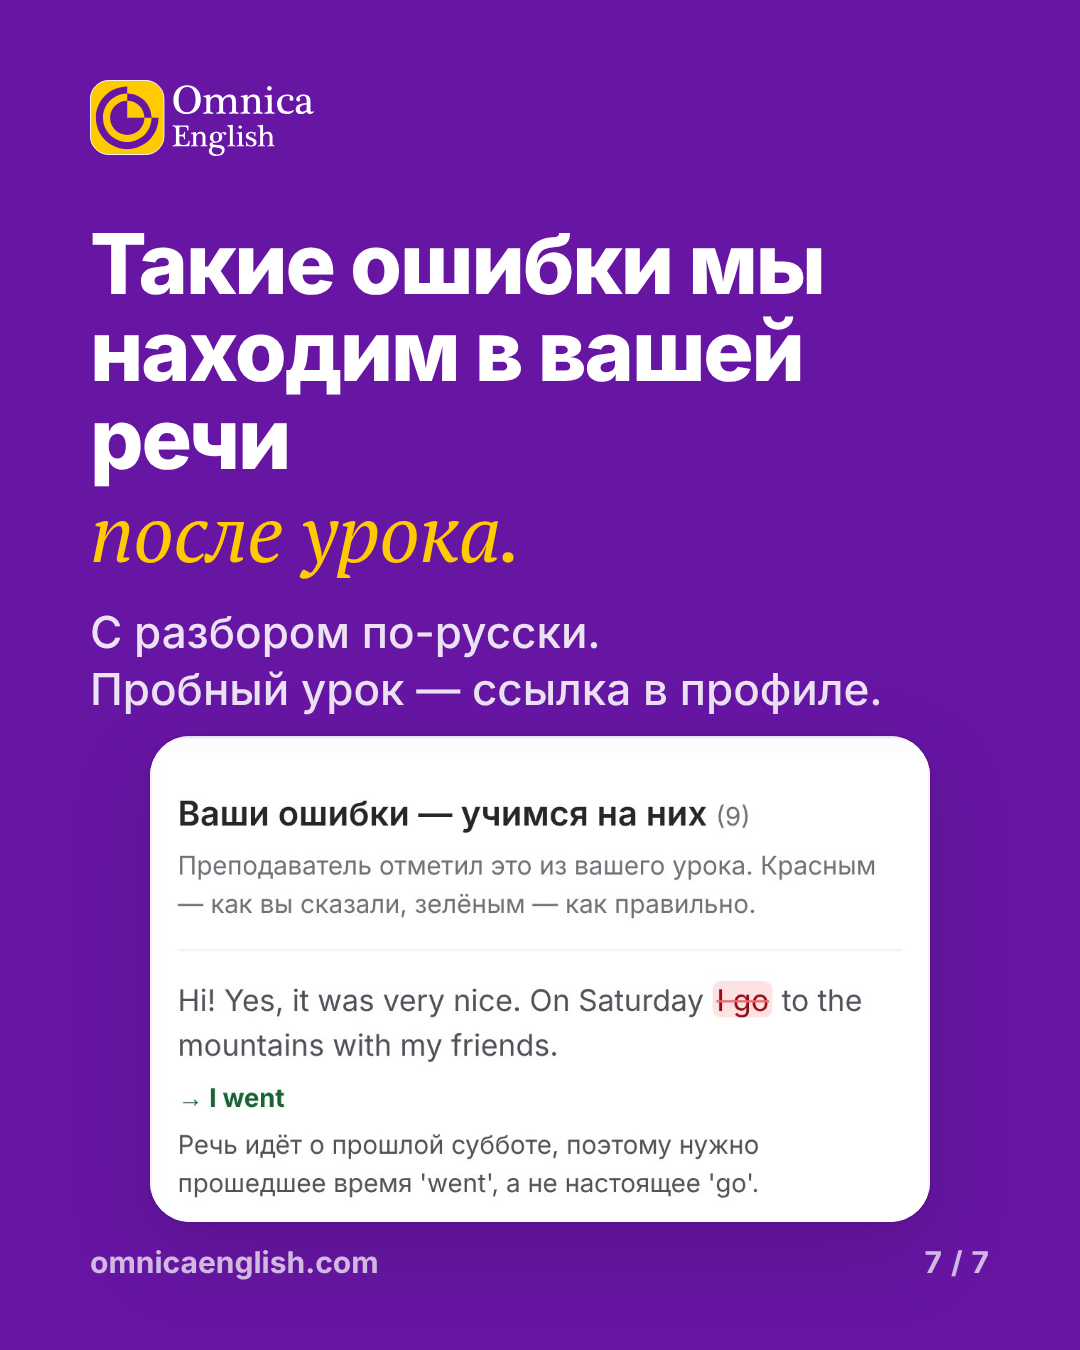 Omnica
English
Такие ошибки мы
находим в вашей
речи
после урока.
С разбором по-русски.
Пробный урок — ссылка в профиле.
Ваши ошибки — учимся на них (9)
Преподаватель отметил это из вашего урока. Красным
— как вы сказали, зелёным — как правильно.
Hi! Yes, it was very nice. On Saturday I go to the
mountains with my friends.
→ I went
Речь идёт о прошлой субботе, поэтому нужно
прошедшее время 'went', а не настоящее 'go'.
omnicaenglish.com
7 / 7